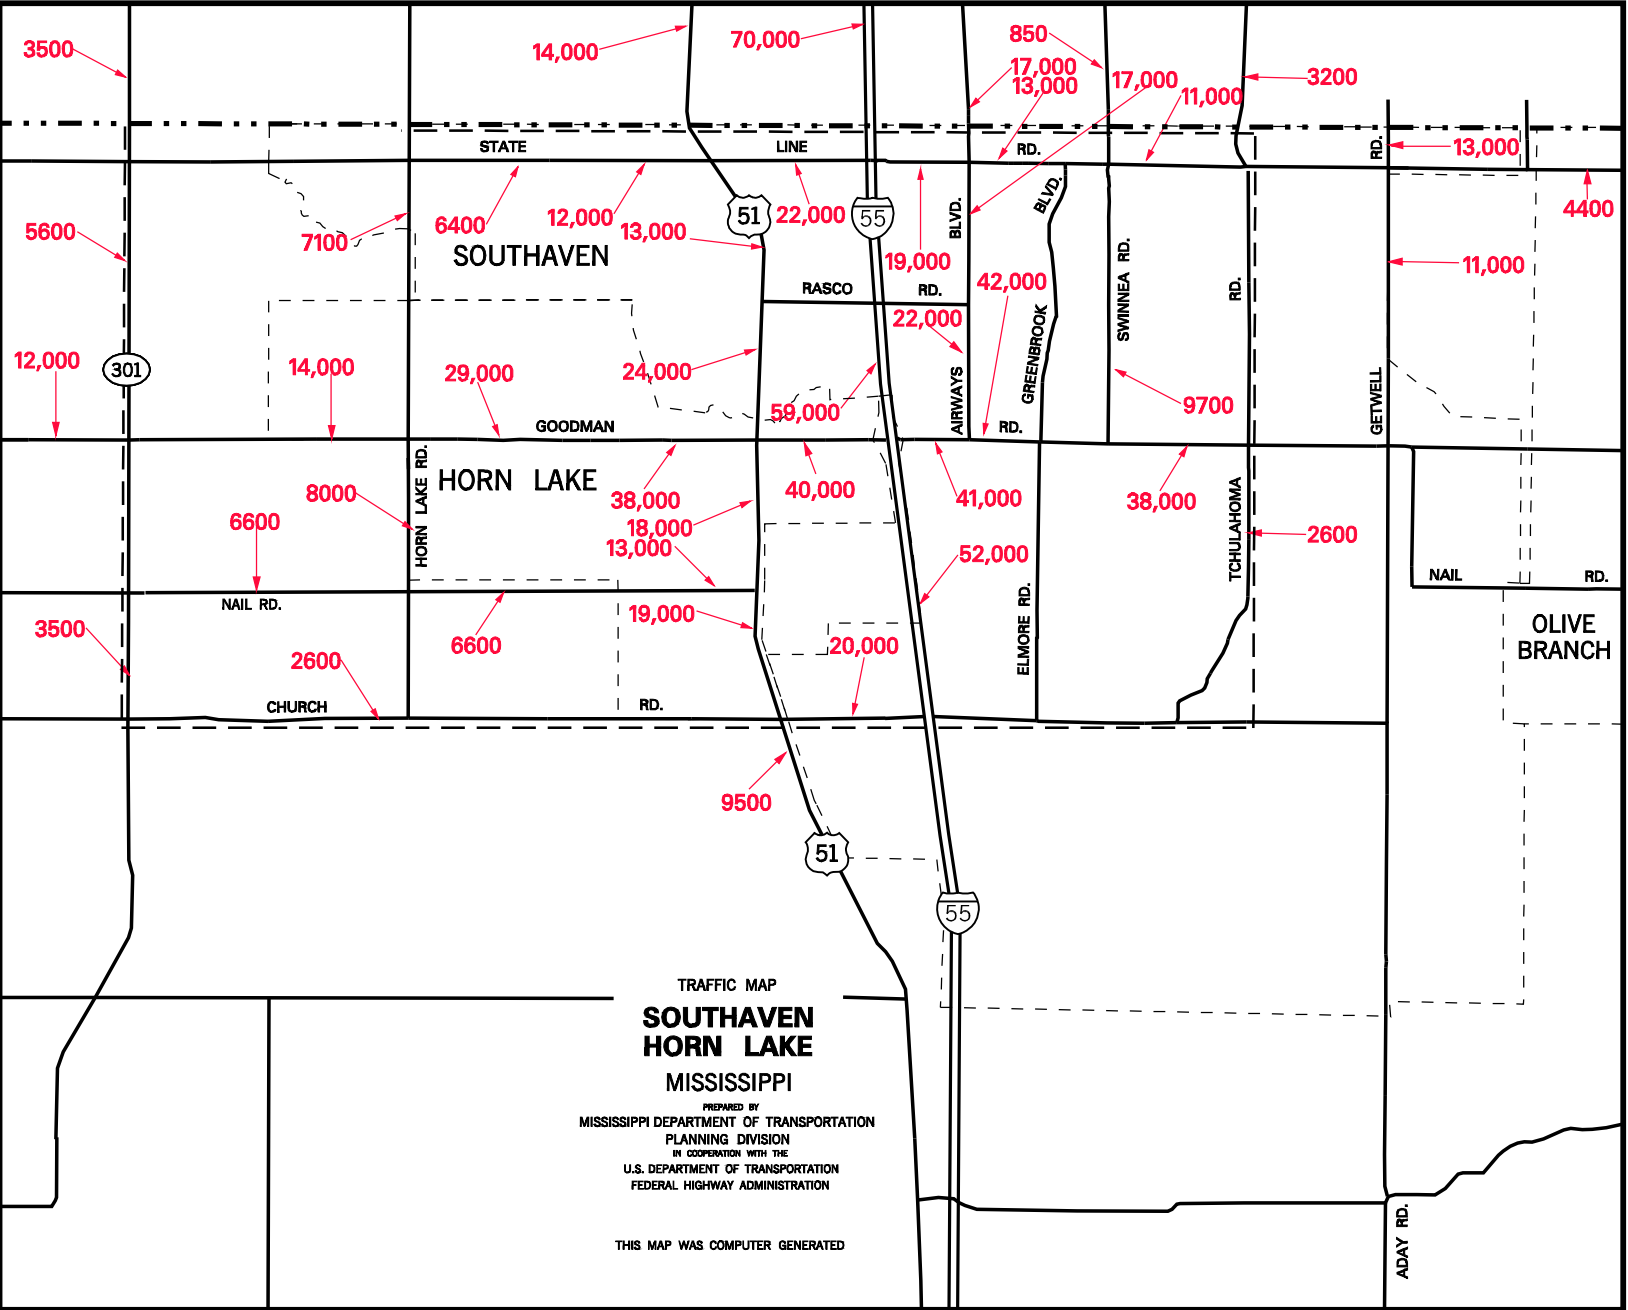 3500
14,000
70,000
850
17,000
13,000
17,000
11,000
3200
STATE LINE RD.
RD.
13,000
5600
7100
6400
12,000
13,000
51
22,000
55
19,000
BLVD.
BLVD.
4400
SOUTHAVEN
42,000
SWINNEA RD.
RD.
11,000
RASCO RD.
22,000
GREENBROOK
12,000
301
14,000
29,000
24,000
59,000
AIRWAYS
9700
GETWELL
GOODMAN RD.
HORN LAKE RD.
HORN LAKE
8000
38,000
40,000
41,000
38,000
TCHULAHOMA
2600
6600
18,000
13,000
52,000
NAIL RD.
NAIL RD.
3500
2600
6600
19,000
20,000
ELMORE RD.
OLIVE
BRANCH
CHURCH RD.
9500
51
55
TRAFFIC MAP
SOUTHAVEN
HORN LAKE
MISSISSIPPI
PREPARED BY
MISSISSIPPI DEPARTMENT OF TRANSPORTATION
PLANNING DIVISION
IN COOPERATION WITH THE
U.S. DEPARTMENT OF TRANSPORTATION
FEDERAL HIGHWAY ADMINISTRATION
THIS MAP WAS COMPUTER GENERATED
ADAY RD.